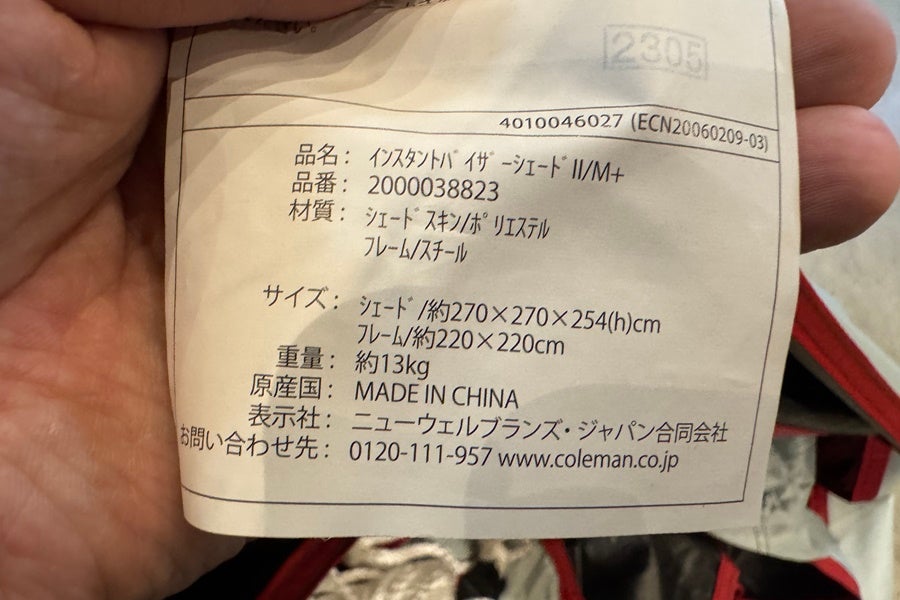 2305
4010046027 (ECN20060209-03)
品名： ｲﾝｽﾀﾝﾄﾊﾞｲｻﾞｰｼｪｰﾄﾞII/M+
品番： 2000038823
材質： ｼｪｰﾄﾞｽｷﾝ/ﾎﾟﾘｴｽﾃﾙ
ﾌﾚｰﾑ/ｽﾁｰﾙ
サイズ： ｼｪｰﾄﾞ/約270×270×254(h)cm
ﾌﾚｰﾑ/約220×220cm
重量： 約13kg
原産国： MADE IN CHINA
表示社： ニューウェルブランズ・ジャパン合同会社
お問い合わせ先： 0120-111-957 www.coleman.co.jp